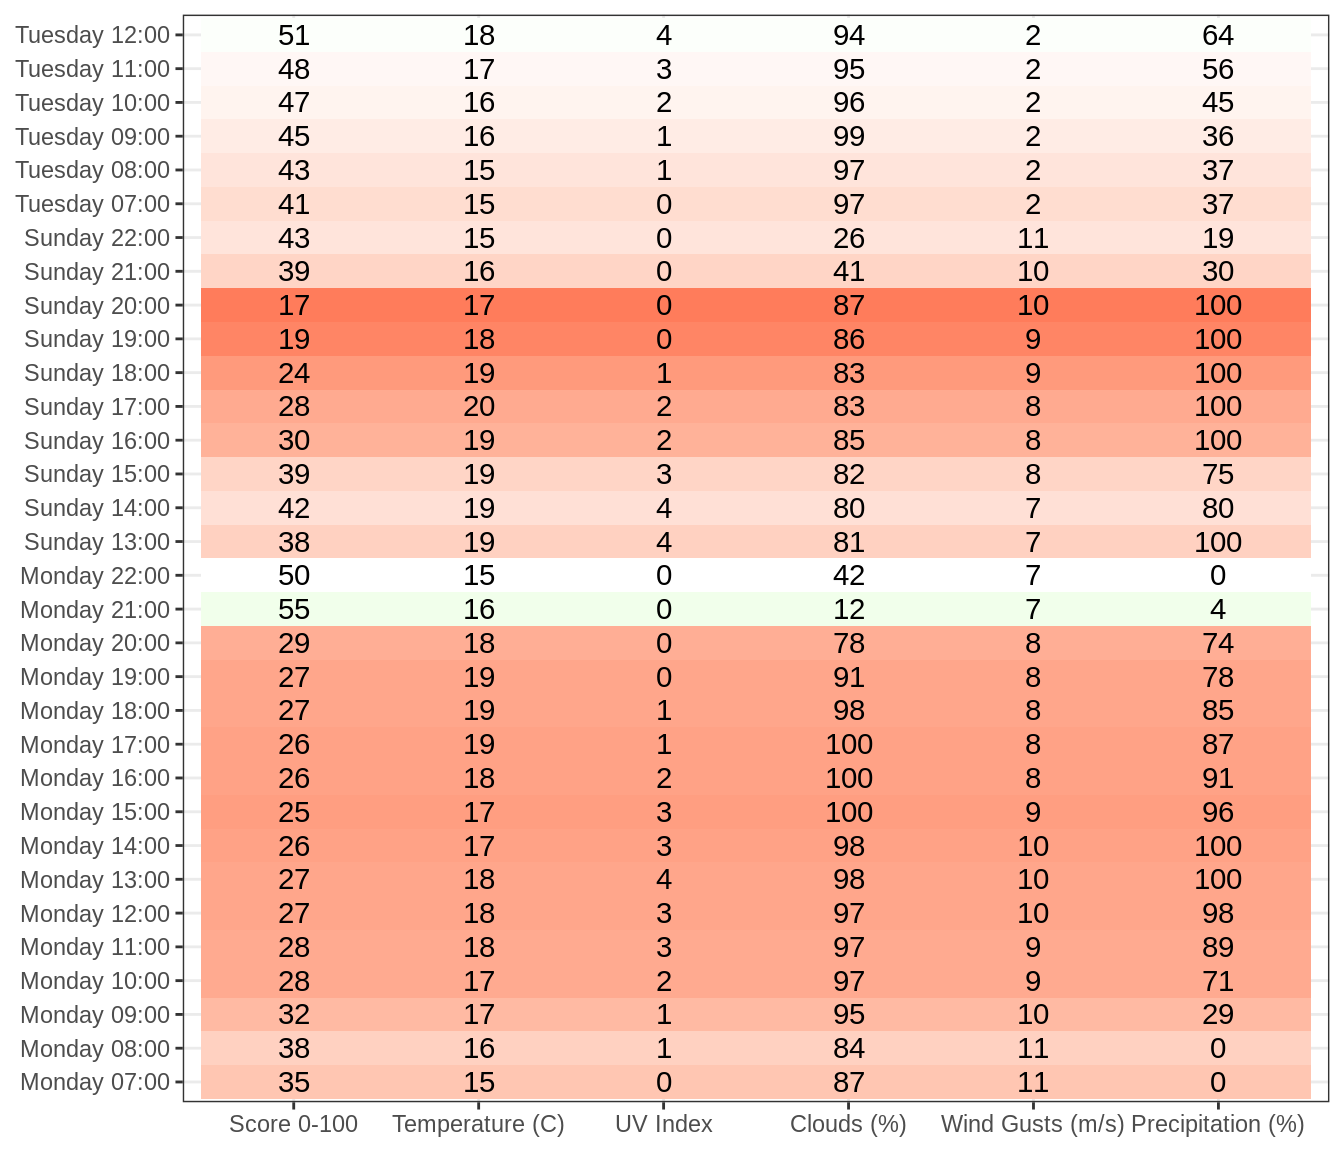 Tuesday 12:00 51 18 4 94 2 64
Tuesday 11:00 48 17 3 95 2 56
Tuesday 10:00 47 16 2 96 2 45
Tuesday 09:00 45 16 1 99 2 36
Tuesday 08:00 43 15 1 97 2 37
Tuesday 07:00 41 15 0 97 2 37
Sunday 22:00 43 15 0 26 11 19
Sunday 21:00 39 16 0 41 10 30
Sunday 20:00 17 17 0 87 10 100
Sunday 19:00 19 18 0 86 9 100
Sunday 18:00 24 19 1 83 9 100
Sunday 17:00 28 20 2 83 8 100
Sunday 16:00 30 19 2 85 8 100
Sunday 15:00 39 19 3 82 8 75
Sunday 14:00 42 19 4 80 7 80
Sunday 13:00 38 19 4 81 7 100
Monday 22:00 50 15 0 42 7 0
Monday 21:00 55 16 0 12 7 4
Monday 20:00 29 18 0 78 8 74
Monday 19:00 27 19 0 91 8 78
Monday 18:00 27 19 1 98 8 85
Monday 17:00 26 19 1 100 8 87
Monday 16:00 26 18 2 100 8 91
Monday 15:00 25 17 3 100 9 96
Monday 14:00 26 17 3 98 10 100
Monday 13:00 27 18 4 98 10 100
Monday 12:00 27 18 3 97 10 98
Monday 11:00 28 18 3 97 9 89
Monday 10:00 28 17 2 97 9 71
Monday 09:00 32 17 1 95 10 29
Monday 08:00 38 16 1 84 11 0
Monday 07:00 35 15 0 87 11 0
Score 0-100 Temperature (C) UV Index Clouds (%) Wind Gusts (m/s) Precipitation (%)